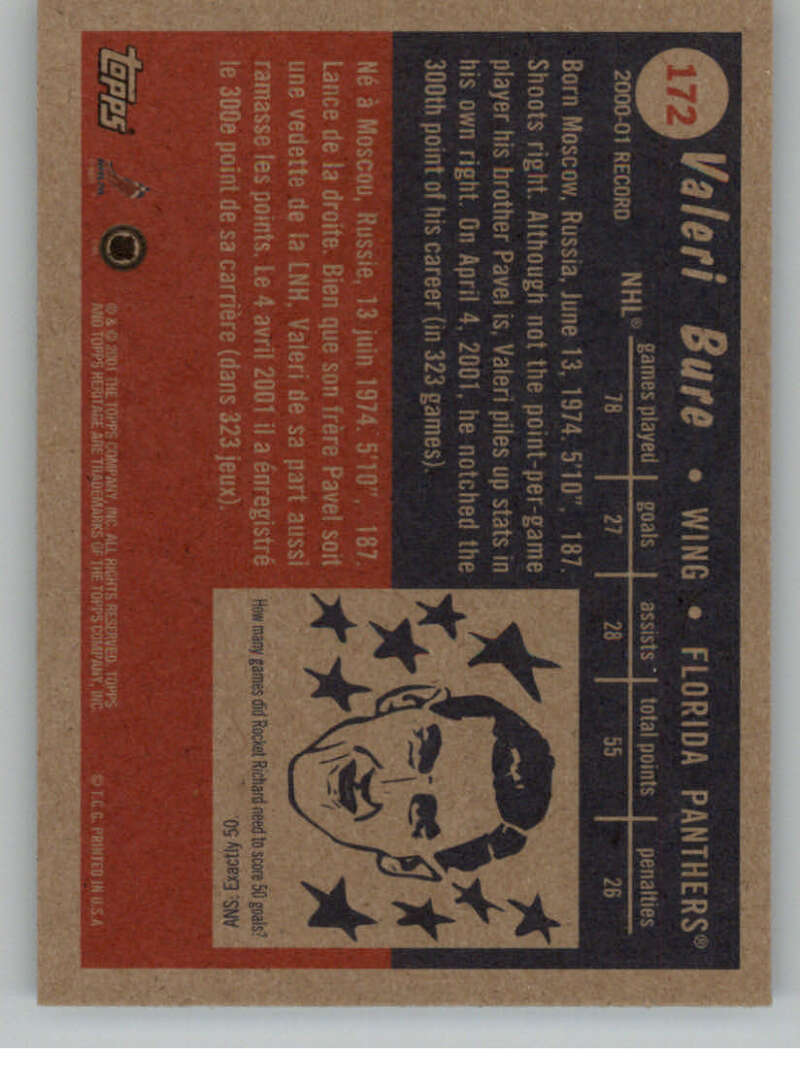 172
Valeri Bure • WING • FLORIDA PANTHERS®
2000-01 RECORD
games played goals assists total points penalties
NHL® 78 27 28 55 26
Born Moscow, Russia, June 13, 1974. 5'10", 187.
Shoots right. Although not the point-per-game
player his brother Pavel is, Valeri piles up stats in
his own right. On April 4, 2001, he notched the
300th point of his career (in 323 games).
Né à Moscou, Russie, 13 juin 1974. 5'10", 187.
Lance de la droite. Bien que son frère Pavel soit
une vedette de la LNH, Valeri de sa part aussi
ramasse les points. Le 4 avril 2001 il a énregistré
le 300e point de sa carrière (dans 323 jeux).
How many games did Rocket Richard need to score 50 goals?
ANS: Exactly 50.
topps
® & © 2001 THE TOPPS COMPANY, INC. ALL RIGHTS RESERVED. TOPPS
AND TOPPS HERITAGE ARE TRADEMARKS OF THE TOPPS COMPANY, INC.
© T.C.G. PRINTED IN U.S.A